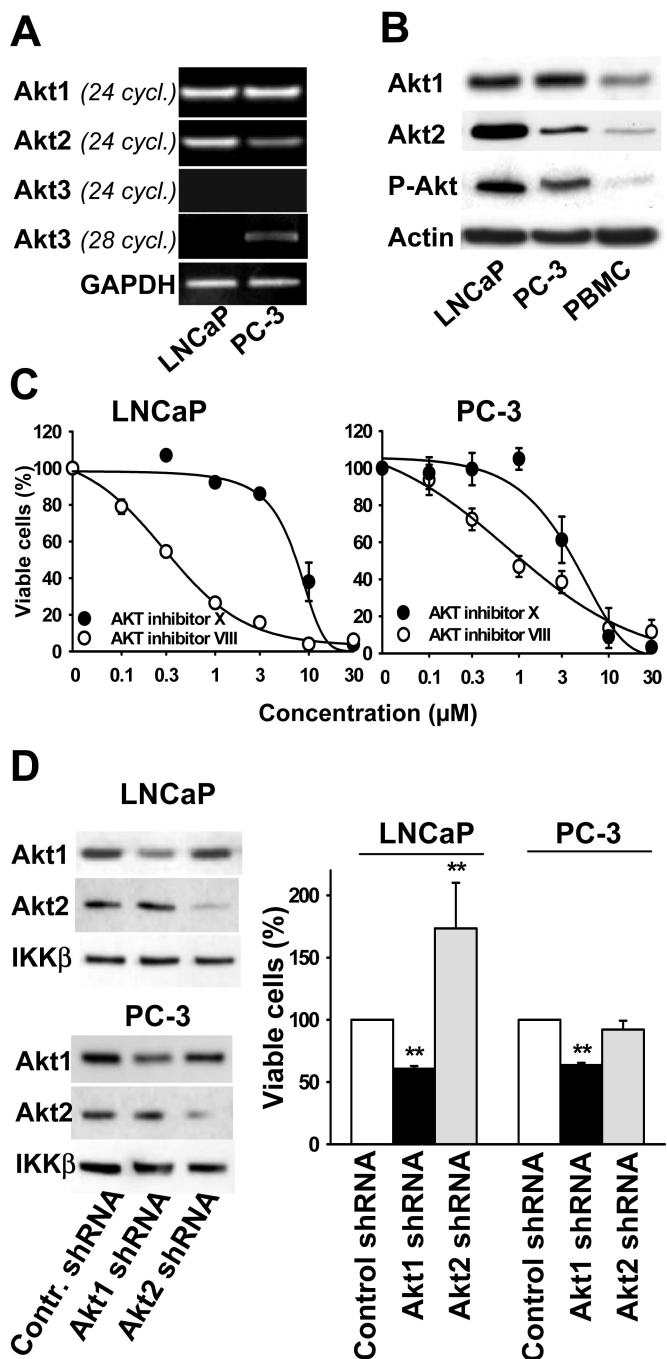 A
Akt1 (24 cycl.)
Akt2 (24 cycl.)
Akt3 (24 cycl.)
Akt3 (28 cycl.)
GAPDH
LNCaP PC-3
B
Akt1
Akt2
P-Akt
Actin
LNCaP PC-3 PBMC
C
LNCaP
Viable cells (%)
120
100
80
60
40
20
0
AKT inhibitor X
AKT inhibitor VIII
0 0.1 0.3 1 3 10 30
PC-3
120
100
80
60
40
20
0
AKT inhibitor X
AKT inhibitor VIII
0 0.1 0.3 1 3 10 30
Concentration (µM)
D
LNCaP
Akt1
Akt2
IKKβ
PC-3
Akt1
Akt2
IKKβ
Contr. shRNA
Akt1 shRNA
Akt2 shRNA
LNCaP PC-3
Viable cells (%)
200
150
100
50
0
**
**
**
Control shRNA
Akt1 shRNA
Akt2 shRNA
Control shRNA
Akt1 shRNA
Akt2 shRNA